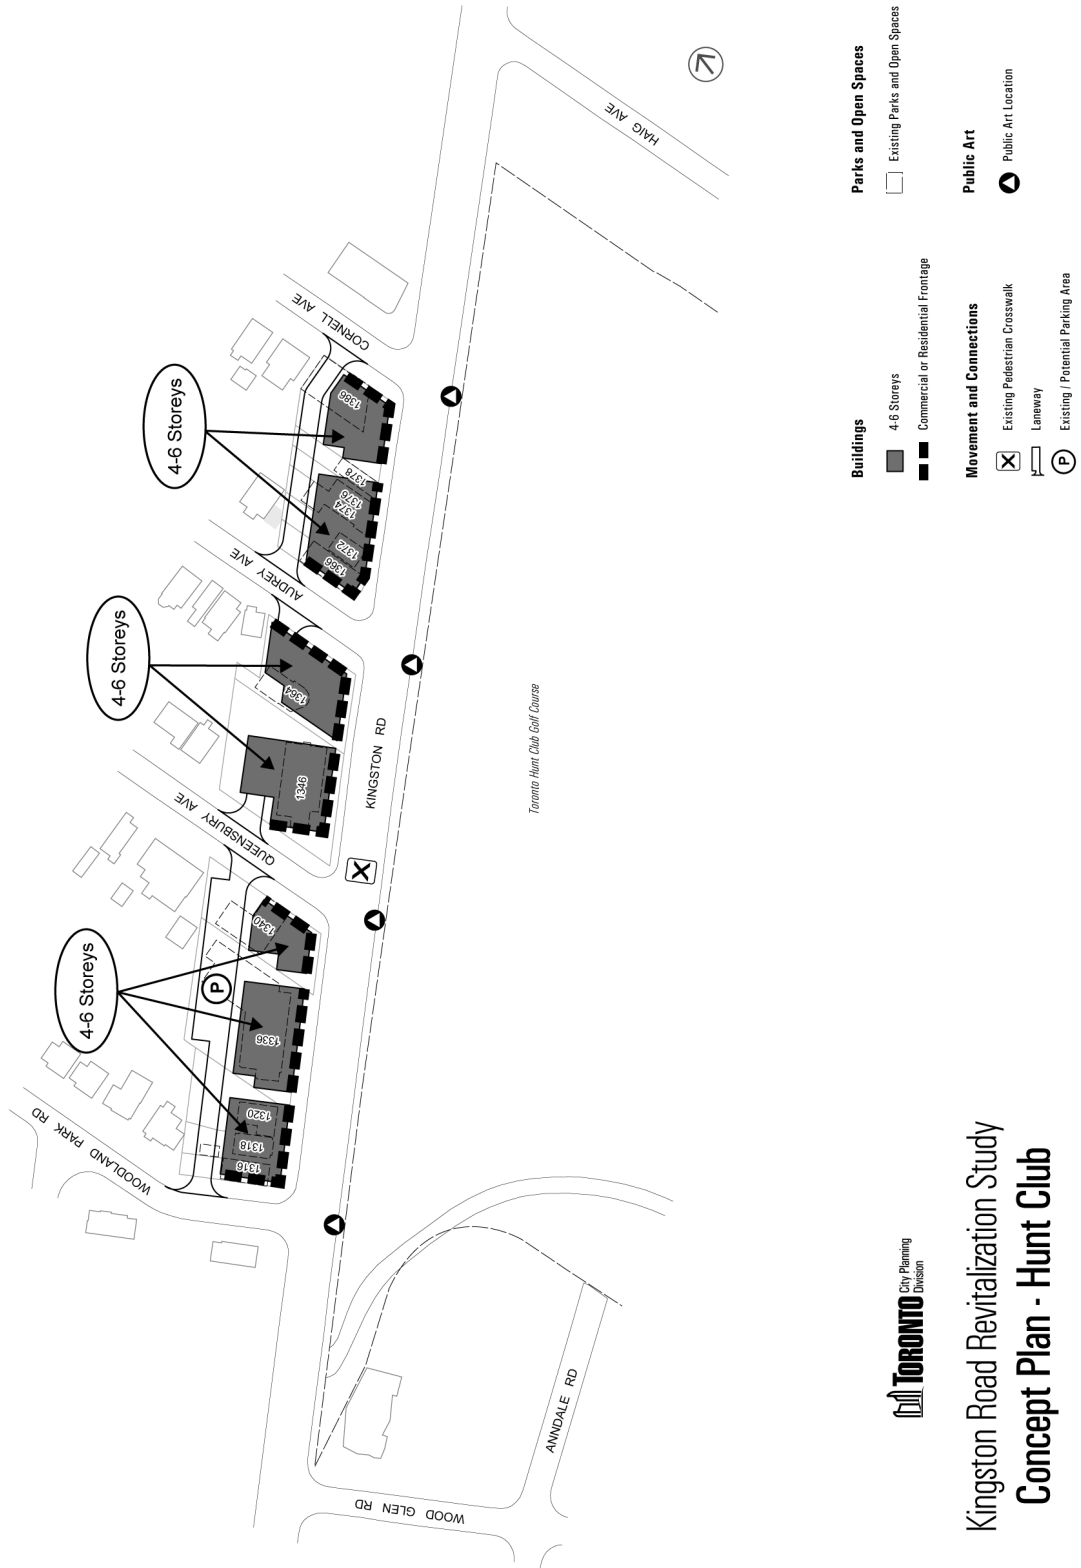 4-6 Storeys
4-6 Storeys
4-6 Storeys
WOODLAND PARK RD
QUEENSBURY AVE
AUDREY AVE
CORNELL AVE
1316
1318
1320
1336
P
1340
1346
1364
1366
1372
1374
1376
1378
1386
X
KINGSTON RD
HAIG AVE
Toronto Hunt Club Golf Course
WOOD GLEN RD
ANNDALE RD
TORONTO City Planning
Division
Kingston Road Revitalization Study
Concept Plan - Hunt Club
Buildings
4-6 Storeys
Commercial or Residential Frontage
Movement and Connections
X Existing Pedestrian Crosswalk
Laneway
P Existing / Potential Parking Area
Parks and Open Spaces
Existing Parks and Open Spaces
Public Art
Public Art Location